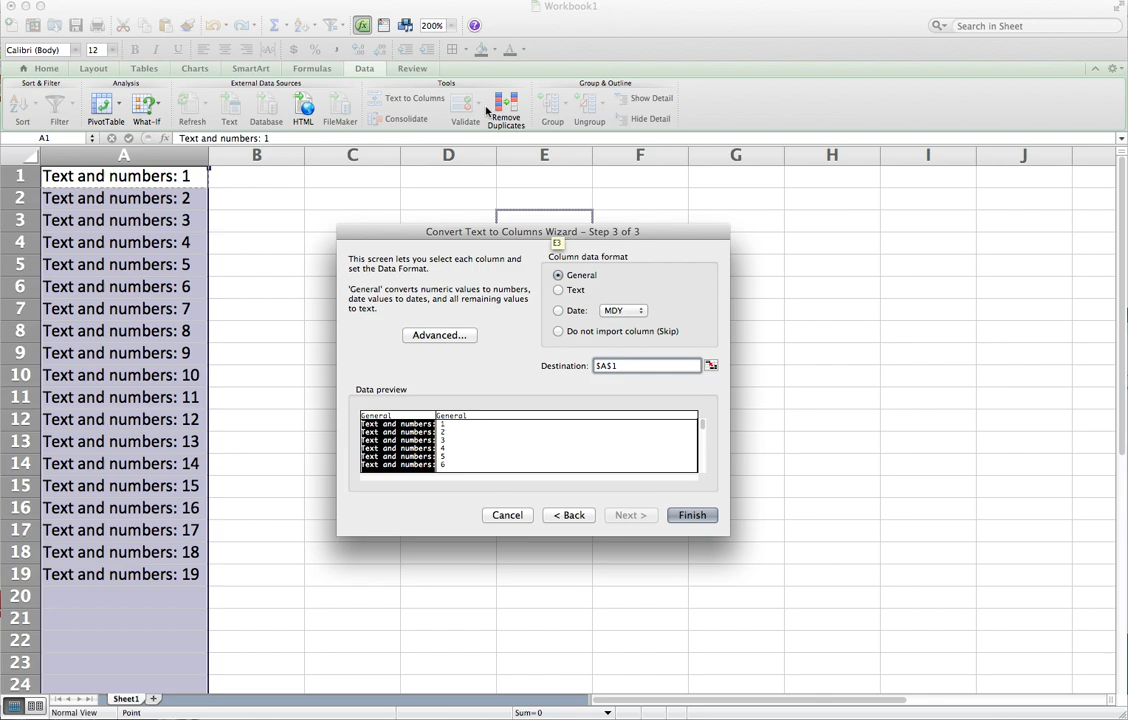 Workbook1
200%
Search in Sheet
Calibri (Body) 12 B I U
Home Layout Tables Charts SmartArt Formulas Data Review
Sort & Filter Analysis External Data Sources Tools Group & Outline
Sort Filter PivotTable What-If Refresh Text Database HTML FileMaker Text to Columns Consolidate Validate Remove Duplicates Group Ungroup Show Detail Hide Detail
A1 fx Text and numbers: 1
A B C D E F G H I J
1 Text and numbers: 1
2 Text and numbers: 2
3 Text and numbers: 3
4 Text and numbers: 4
5 Text and numbers: 5
6 Text and numbers: 6
7 Text and numbers: 7
8 Text and numbers: 8
9 Text and numbers: 9
10 Text and numbers: 10
11 Text and numbers: 11
12 Text and numbers: 12
13 Text and numbers: 13
14 Text and numbers: 14
15 Text and numbers: 15
16 Text and numbers: 16
17 Text and numbers: 17
18 Text and numbers: 18
19 Text and numbers: 19
20
21
22
23
24
Convert Text to Columns Wizard – Step 3 of 3
E3
This screen lets you select each column and
set the Data Format.
'General' converts numeric values to numbers,
date values to dates, and all remaining values
to text.
Advanced...
Column data format
General
Text
Date: MDY
Do not import column (Skip)
Destination: $A$1
Data preview
General General
Text and numbers: 1
Text and numbers: 2
Text and numbers: 3
Text and numbers: 4
Text and numbers: 5
Text and numbers: 6
Cancel < Back Next > Finish
Sheet1
Normal View Point Sum=0